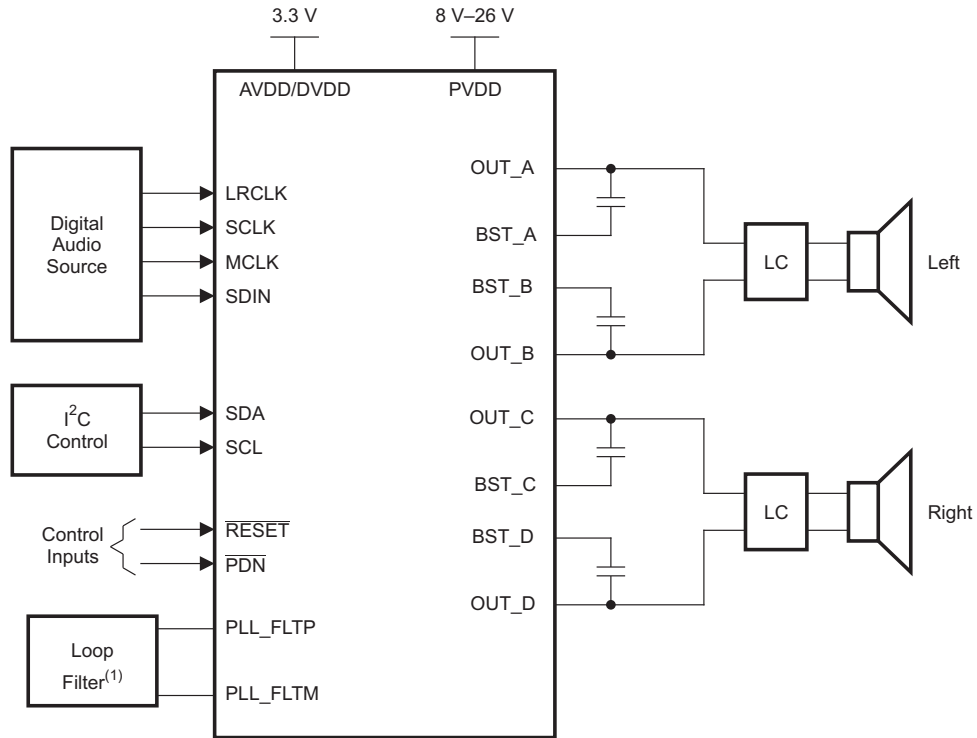 3.3 V
8 V–26 V
AVDD/DVDD
PVDD
Digital
Audio
Source
LRCLK
SCLK
MCLK
SDIN
I²C
Control
SDA
SCL
Control
Inputs
RESET
PDN
Loop
Filter(1)
PLL_FLTP
PLL_FLTM
OUT_A
BST_A
BST_B
OUT_B
LC
Left
OUT_C
BST_C
BST_D
OUT_D
LC
Right